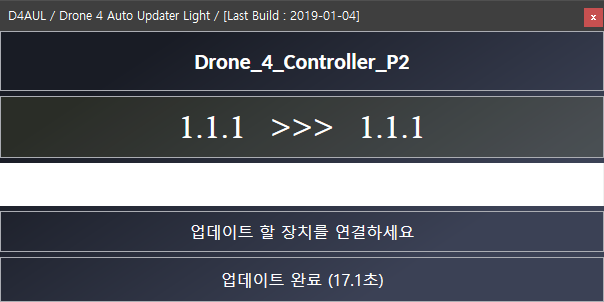 D4AUL / Drone 4 Auto Updater Light / [Last Build : 2019-01-04] x
Drone_4_Controller_P2
1.1.1 >>> 1.1.1
업데이트 할 장치를 연결하세요
업데이트 완료 (17.1초)